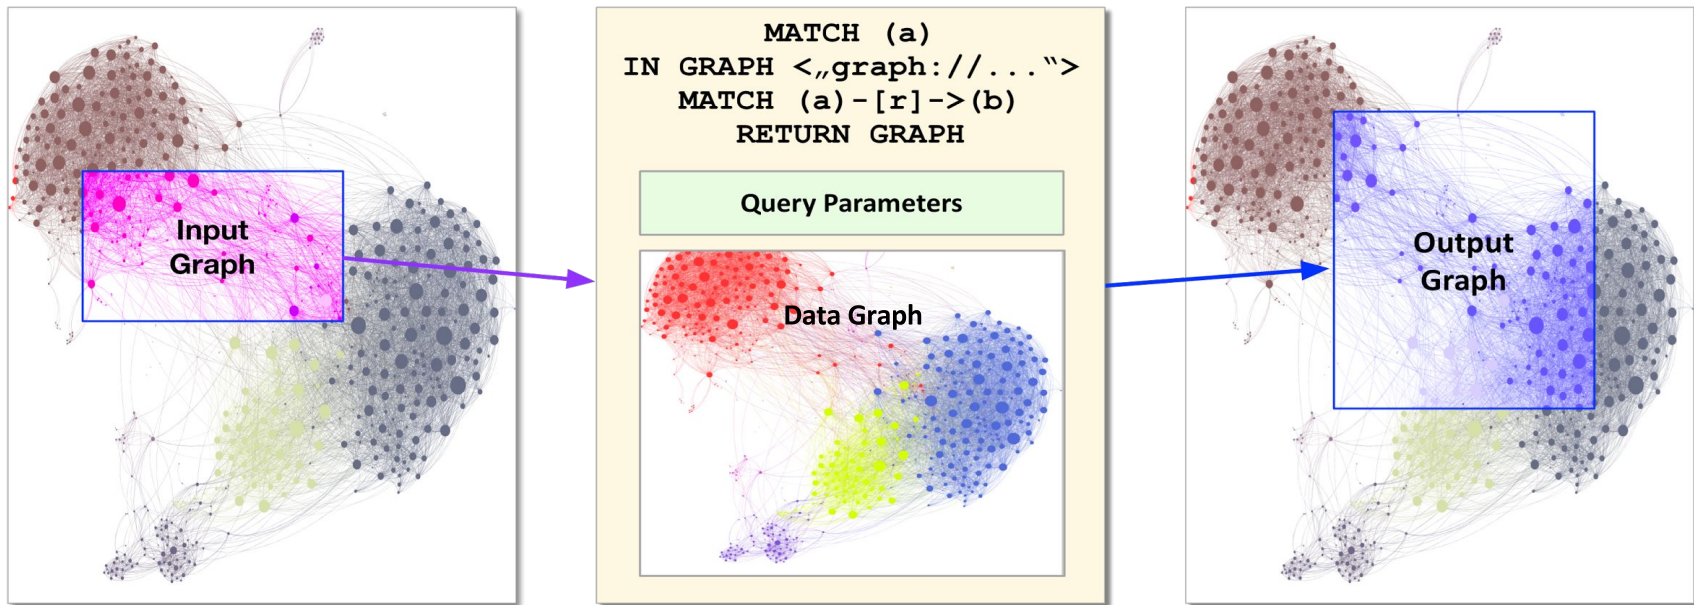 Input
Graph
MATCH (a)
IN GRAPH <„graph://...“>
MATCH (a)-[r]->(b)
RETURN GRAPH
Query Parameters
Data Graph
Output
Graph